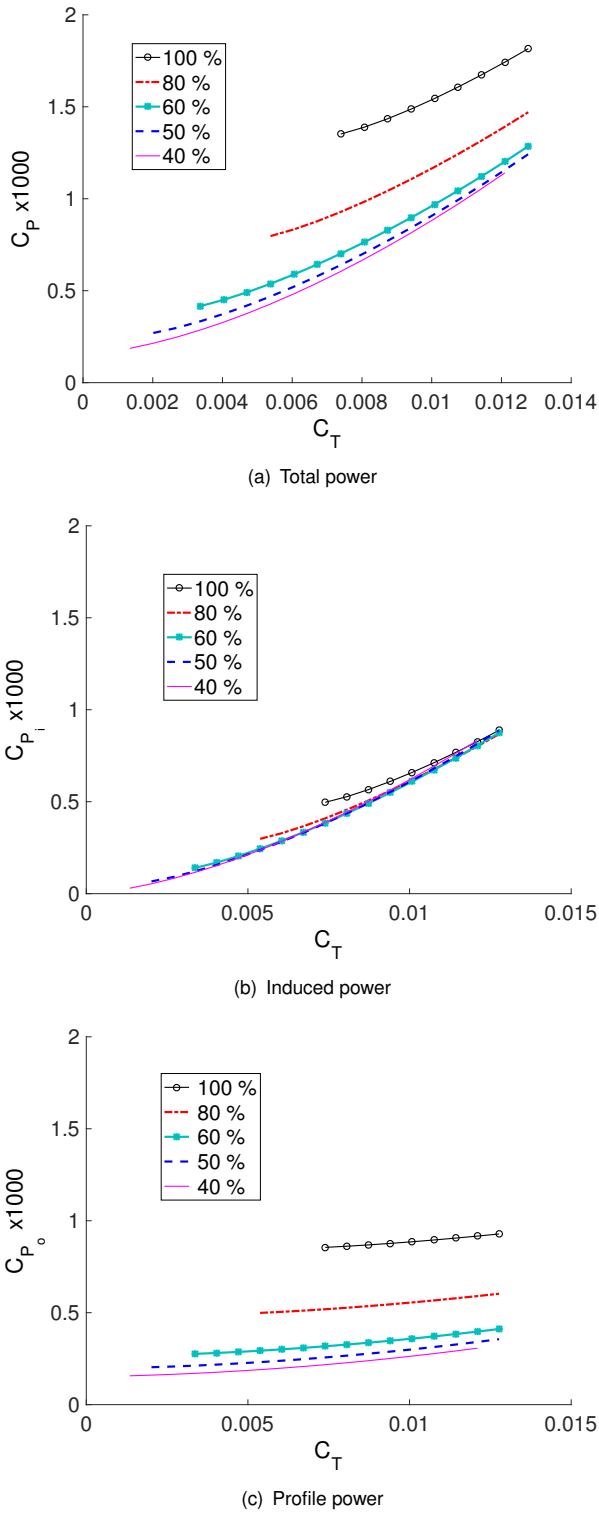 2
1.5
1
0.5
0
C_P x1000
100 %
80 %
60 %
50 %
40 %
0 0.002 0.004 0.006 0.008 0.01 0.012 0.014
C_T
(a) Total power
2
1.5
1
0.5
0
C_{P_i} x1000
100 %
80 %
60 %
50 %
40 %
0 0.005 0.01 0.015
C_T
(b) Induced power
2
1.5
1
0.5
0
C_{P_o} x1000
100 %
80 %
60 %
50 %
40 %
0 0.005 0.01 0.015
C_T
(c) Profile power